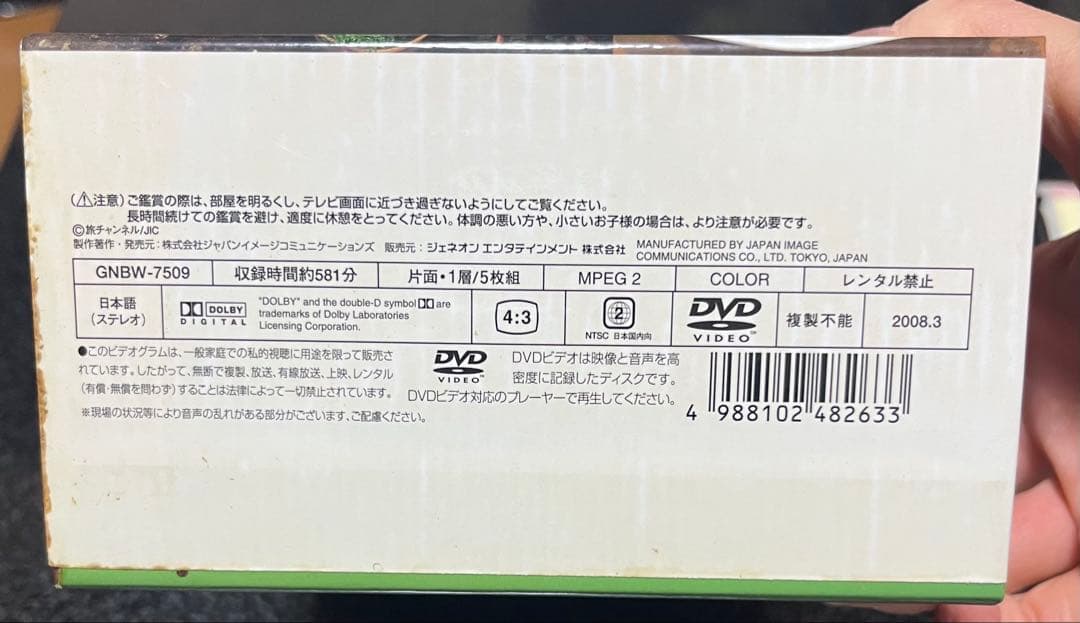 (⚠注意) ご鑑賞の際は、部屋を明るくし、テレビ画面に近づき過ぎないようにしてご覧ください。
長時間続けての鑑賞を避け、適度に休憩をとってください。体調の悪い方や、小さいお子様の場合は、より注意が必要です。
©旅チャンネル/JIC
製作著作・発売元：株式会社ジャパンイメージコミュニケーションズ 販売元：ジェネオン エンタテインメント 株式会社 MANUFACTURED BY JAPAN IMAGE
COMMUNICATIONS CO., LTD. TOKYO, JAPAN
GNBW-7509 収録時間約581分 片面・1層/5枚組 MPEG 2 COLOR レンタル禁止
日本語
(ステレオ)
DOLBY
DIGITAL
"DOLBY" and the double-D symbol are
trademarks of Dolby Laboratories
Licensing Corporation.
4:3
2
NTSC 日本国内向
DVD
VIDEO™
複製不能
2008.3
●このビデオグラムは、一般家庭での私的視聴に用途を限って販売さ
れています。したがって、無断で複製、放送、有線放送、上映、レンタル
(有償・無償を問わず)することは法律によって一切禁止されています。
※現場の状況等により音声の乱れがある部分がございます、ご配慮ください。
DVD
VIDEO™
DVDビデオは映像と音声を高
密度に記録したディスクです。
DVDビデオ対応のプレーヤーで再生してください。
4 988102 482633